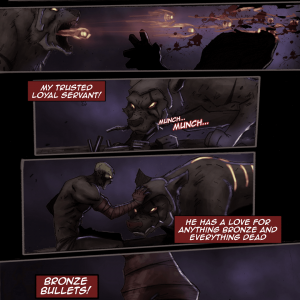 MY TRUSTED
LOYAL SERVANT!
MUNCH...
MUNCH...
HE HAS A LOVE FOR
ANYTHING BRONZE AND
EVERYTHING DEAD
BRONZE
BULLETS!